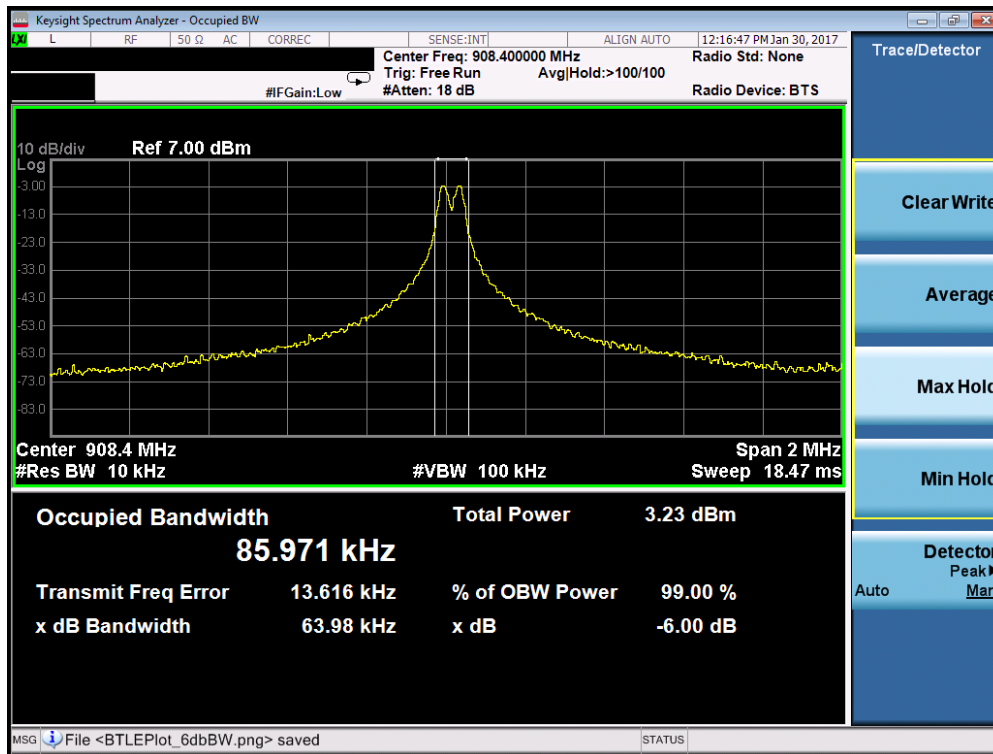 Keysight Spectrum Analyzer - Occupied BW
LXI L RF 50 Ω AC CORREC SENSE:INT ALIGN AUTO 12:16:47 PM Jan 30, 2017
Center Freq: 908.400000 MHz Radio Std: None
Trig: Free Run Avg|Hold:>100/100
#IFGain:Low #Atten: 18 dB Radio Device: BTS
Trace/Detector
10 dB/div Ref 7.00 dBm
Log
-3.00
-13.0
-23.0
-33.0
-43.0
-53.0
-63.0
-73.0
-83.0
Center 908.4 MHz Span 2 MHz
#Res BW 10 kHz #VBW 100 kHz Sweep 18.47 ms
Occupied Bandwidth Total Power 3.23 dBm
85.971 kHz
Transmit Freq Error 13.616 kHz % of OBW Power 99.00 %
x dB Bandwidth 63.98 kHz x dB -6.00 dB
Clear Write
Average
Max Hold
Min Hold
Detector
Peak
Auto Man
MSG File <BTLEPlot_6dbBW.png> saved STATUS